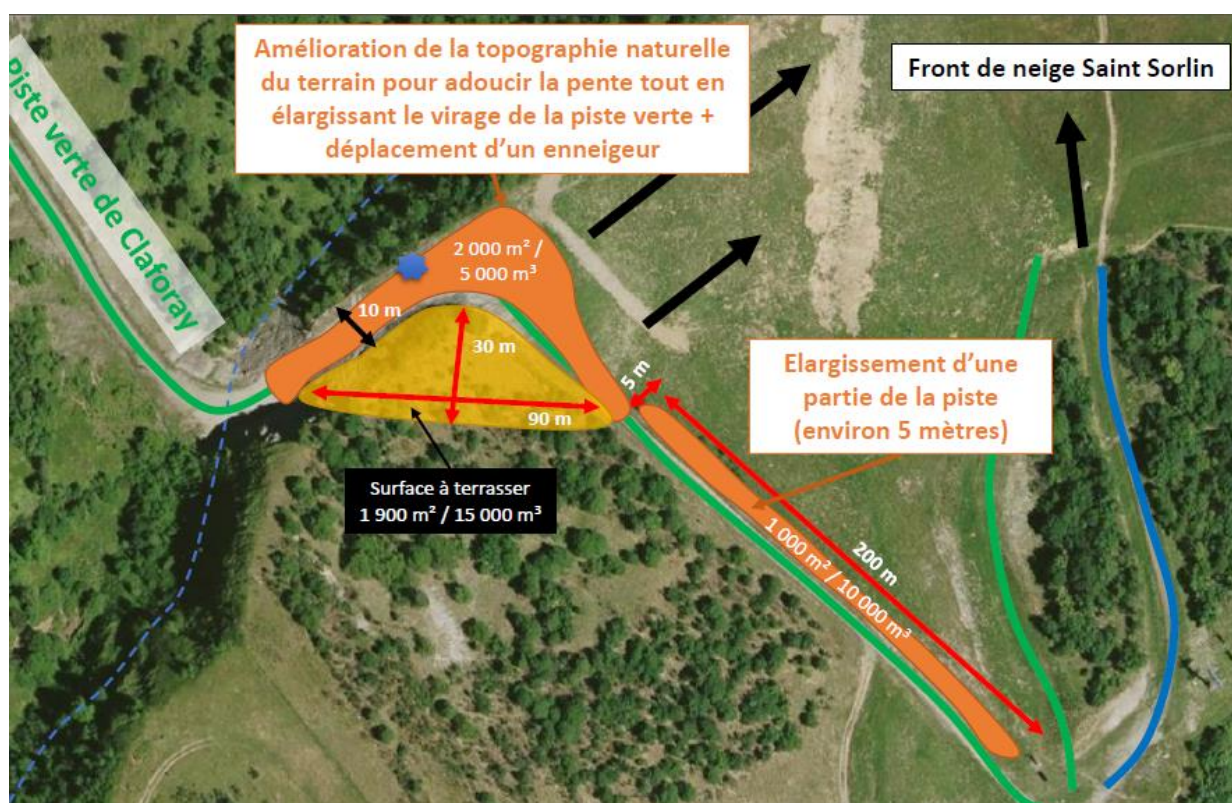 Piste verte de Claforay
Amélioration de la topographie naturelle
du terrain pour adoucir la pente tout en
élargissant le virage de la piste verte +
déplacement d'un enneigeur
Front de neige Saint Sorlin
2 000 m² /
5 000 m³
10 m
30 m
90 m
5 m
Elargissement d'une
partie de la piste
(environ 5 mètres)
Surface à terrasser
1 900 m² / 15 000 m³
200 m
1 000 m² / 10 000 m³